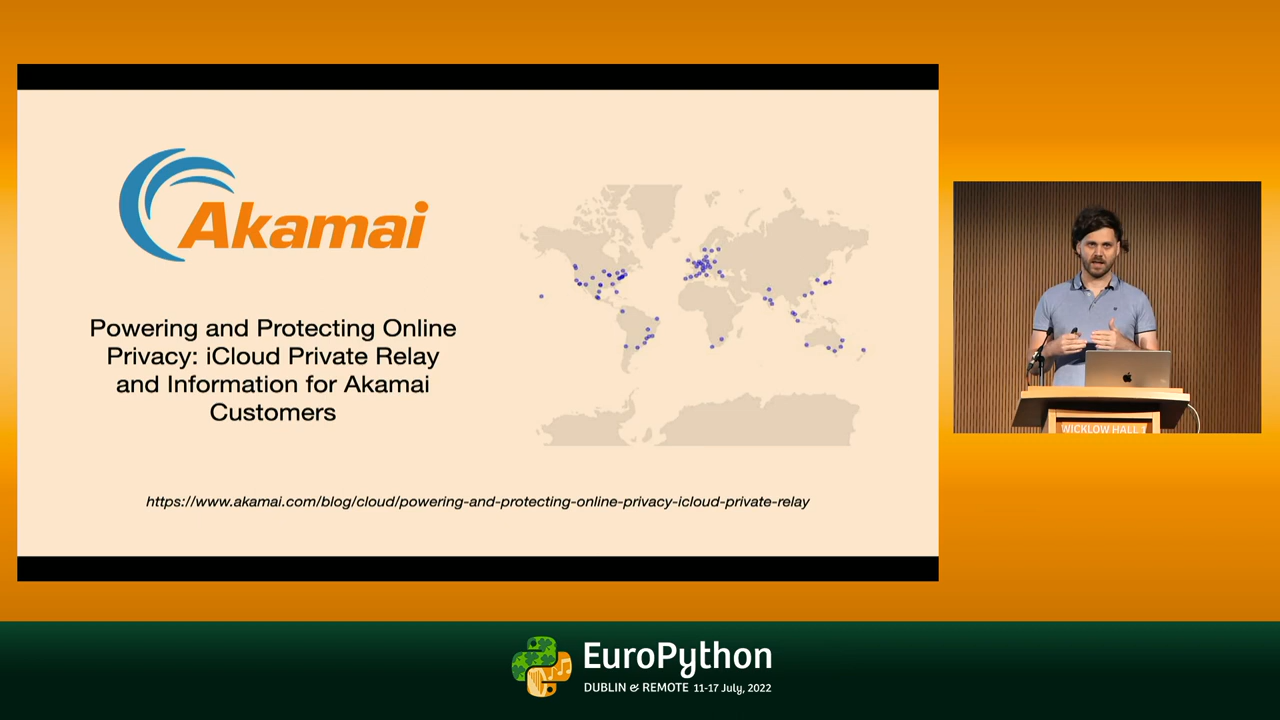 Akamai
Powering and Protecting Online
Privacy: iCloud Private Relay
and Information for Akamai
Customers
https://www.akamai.com/blog/cloud/powering-and-protecting-online-privacy-icloud-private-relay
WICKLOW HALL 1
EuroPython
DUBLIN & REMOTE 11-17 July, 2022